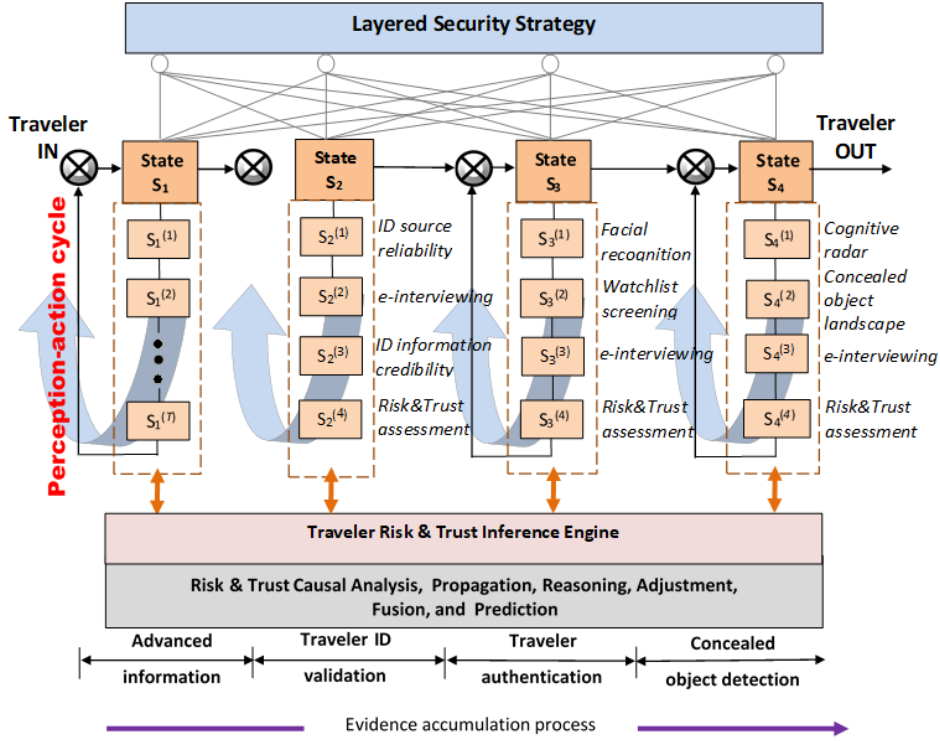 Layered Security Strategy
Traveler
IN
Traveler
OUT
State
S₁
State
S₂
State
S₃
State
S₄
Perception-action cycle
S₁⁽¹⁾
S₁⁽²⁾
S₁⁽⁷⁾
S₂⁽¹⁾
ID source
reliability
S₂⁽²⁾
e-interviewing
S₂⁽³⁾
ID information
credibility
S₂⁽⁴⁾
Risk&Trust
assessment
S₃⁽¹⁾
Facial
recognition
S₃⁽²⁾
Watchlist
screening
S₃⁽³⁾
e-interviewing
S₃⁽⁴⁾
Risk&Trust
assessment
S₄⁽¹⁾
Cognitive
radar
S₄⁽²⁾
Concealed
object
landscape
S₄⁽³⁾
e-interviewing
S₄⁽⁴⁾
Risk&Trust
assessment
Traveler Risk & Trust Inference Engine
Risk & Trust Causal Analysis, Propagation, Reasoning, Adjustment,
Fusion, and Prediction
Advanced
information
Traveler ID
validation
Traveler
authentication
Concealed
object detection
Evidence accumulation process